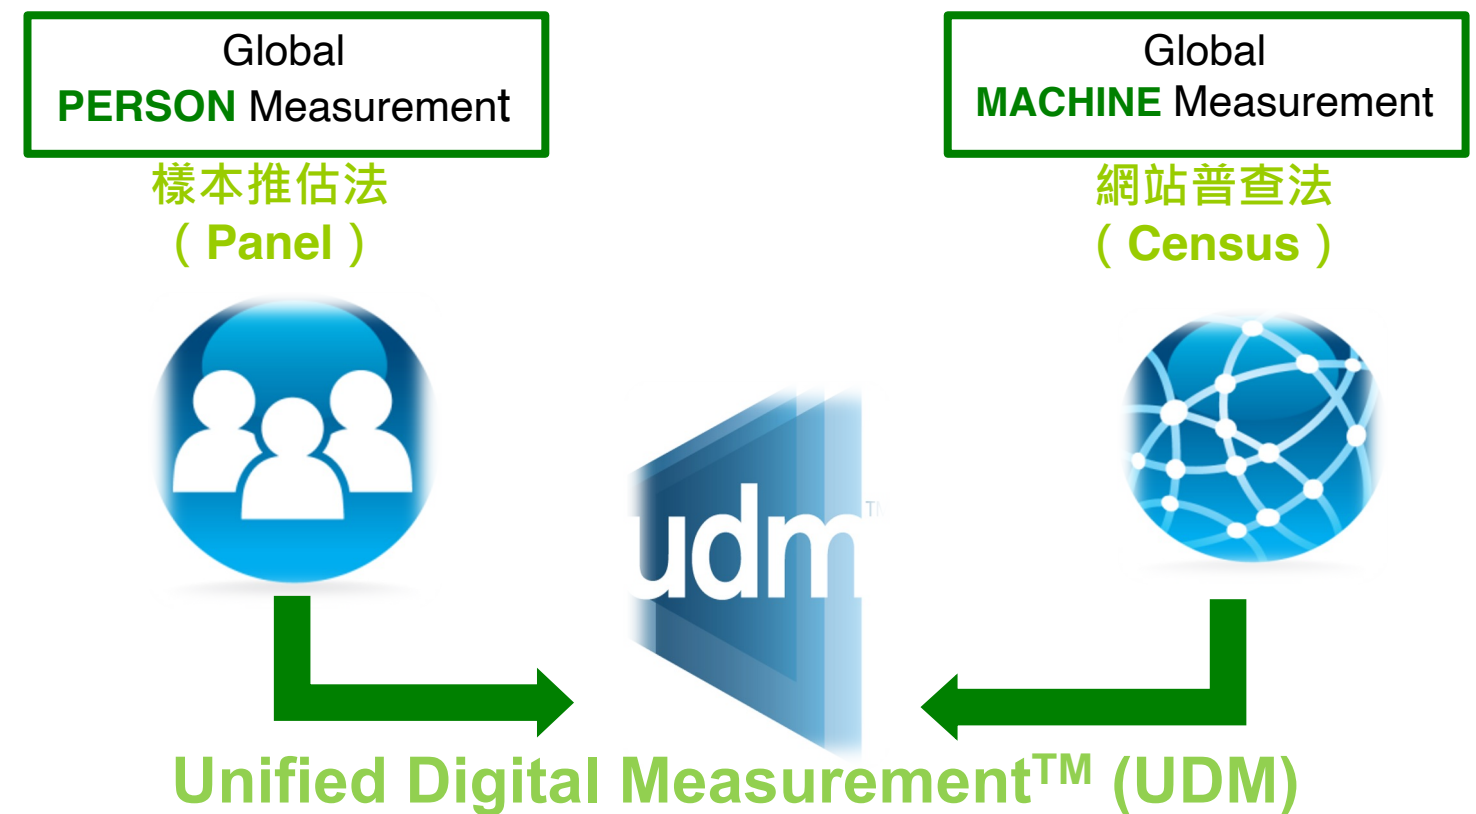 Global
PERSON Measurement
樣本推估法
（Panel）
Global
MACHINE Measurement
網站普查法
（Census）
udm
TM
Unified Digital Measurement™ (UDM)